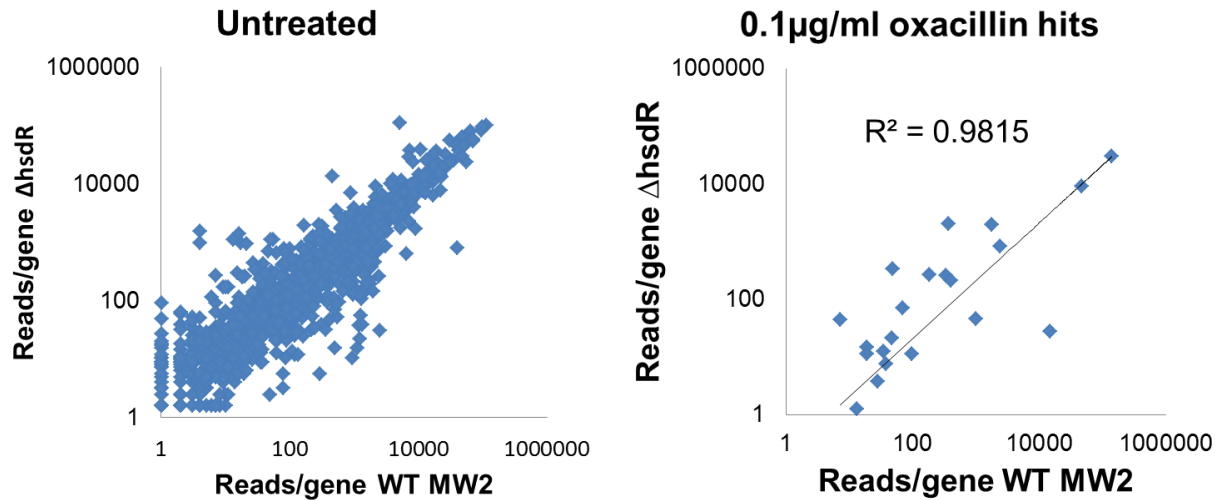 Untreated
1000000
10000
100
1
1
100
10000
1000000
Reads/gene ΔhsdR
Reads/gene WT MW2
0.1µg/ml oxacillin hits
1000000
10000
100
1
1
100
10000
1000000
R² = 0.9815
Reads/gene ΔhsdR
Reads/gene WT MW2